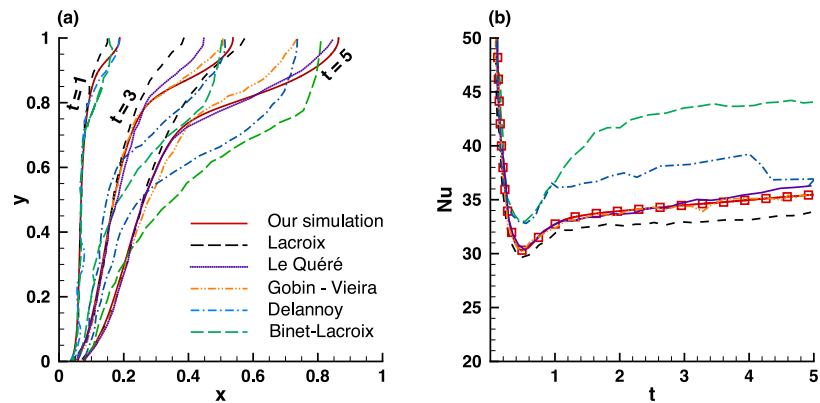 (a)
1
0.8
0.6
0.4
0.2
0
y
0
0.2
0.4
0.6
0.8
1
x
t = 1
t = 3
t = 5
Our simulation
Lacroix
Le Quéré
Gobin - Vieira
Delannoy
Binet-Lacroix
(b)
50
45
40
35
30
25
20
Nu
1
2
3
4
5
t